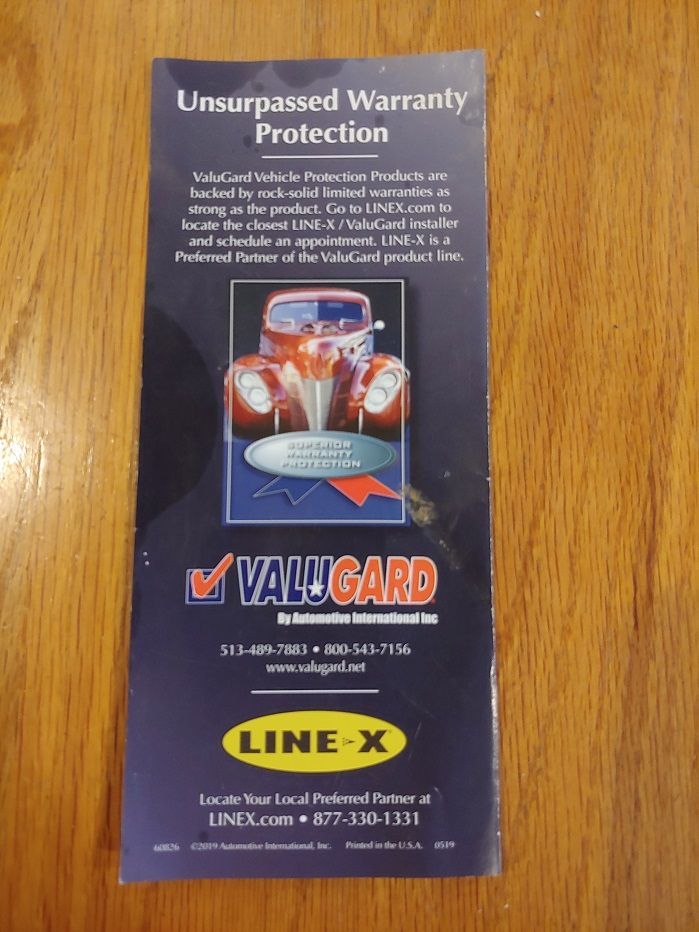 Unsurpassed Warranty
Protection
ValuGard Vehicle Protection Products are
backed by rock-solid limited warranties as
strong as the product. Go to LINEX.com to
locate the closest LINE-X / ValuGard installer
and schedule an appointment. LINE-X is a
Preferred Partner of the ValuGard product line.
SUPERIOR
WARRANTY
PROTECTION
VALUGARD
By Automotive International Inc
513-489-7883 • 800-543-7156
www.valugard.net
LINE-X
Locate Your Local Preferred Partner at
LINEX.com • 877-330-1331
60826 ©2019 Automotive International, Inc. Printed in the U.S.A. 0519